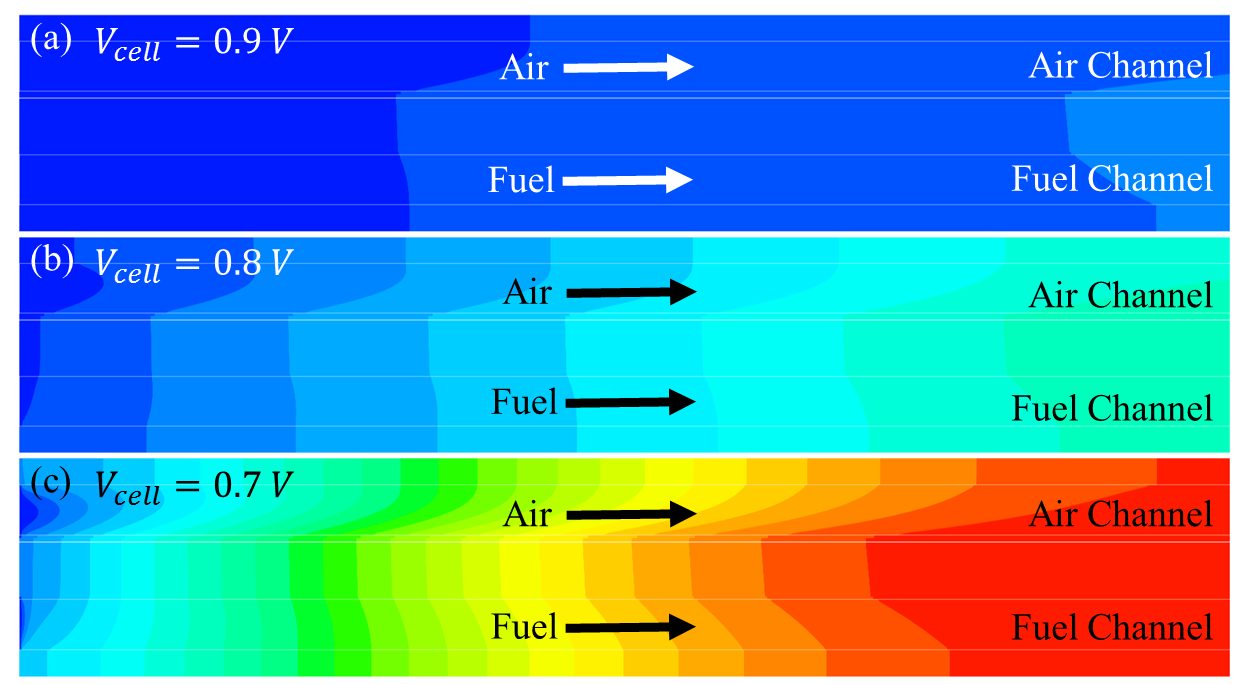 (a) V_cell = 0.9 V
Air
Air Channel
Fuel
Fuel Channel
(b) V_cell = 0.8 V
Air
Air Channel
Fuel
Fuel Channel
(c) V_cell = 0.7 V
Air
Air Channel
Fuel
Fuel Channel